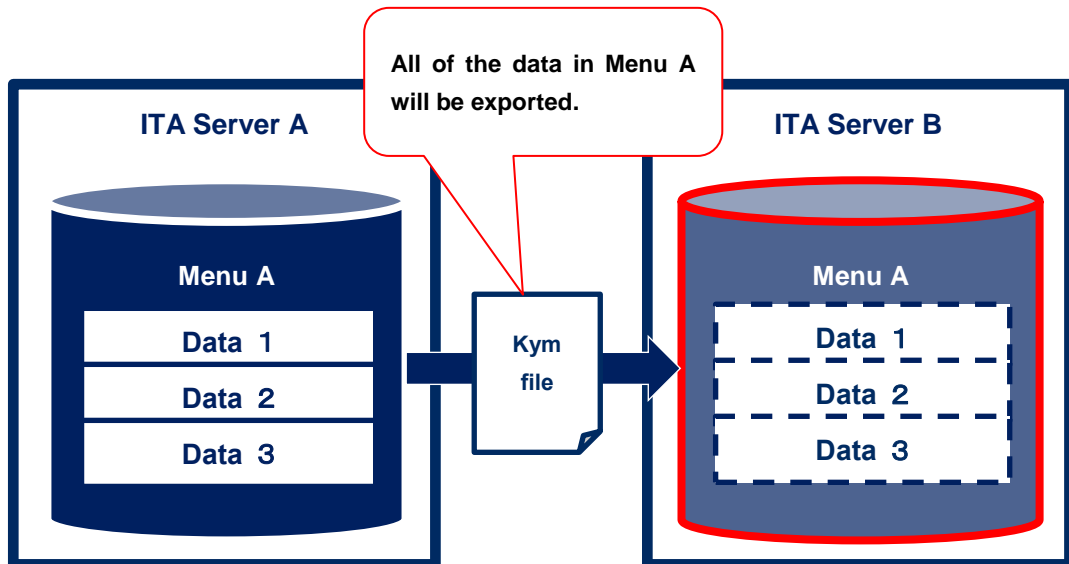 All of the data in Menu A
will be exported.
ITA Server A
ITA Server B
Menu A
Data １
Data ２
Data ３
Kym
file
Menu A
Data １
Data ２
Data ３